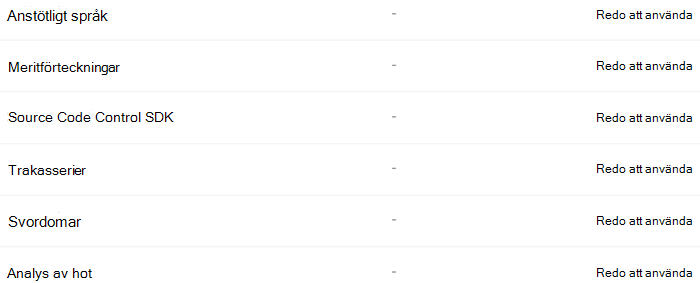 Anstötligt språk - Redo att använda
Meritförteckningar - Redo att använda
Source Code Control SDK - Redo att använda
Trakasserier - Redo att använda
Svordomar - Redo att använda
Analys av hot - Redo att använda